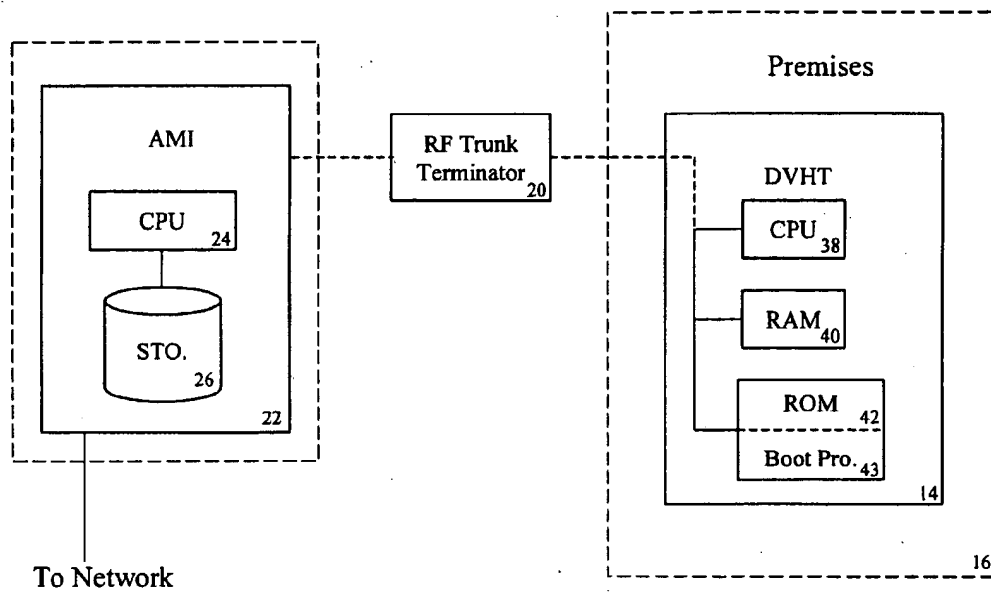 AMI
CPU
24
STO.
26
22
To Network
RF Trunk
Terminator
20
Premises
DVHT
CPU
38
RAM
40
ROM
42
Boot Pro.
43
14
16